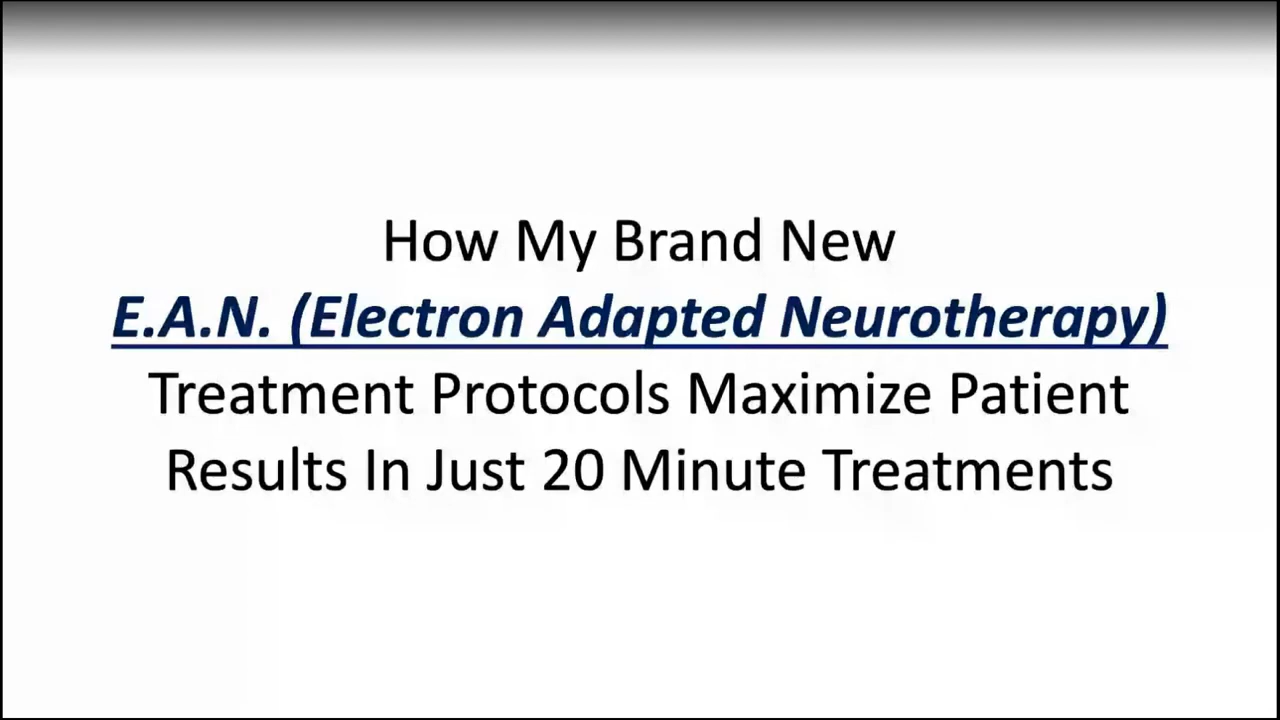 How My Brand New
E.A.N. (Electron Adapted Neurotherapy)
Treatment Protocols Maximize Patient
Results In Just 20 Minute Treatments